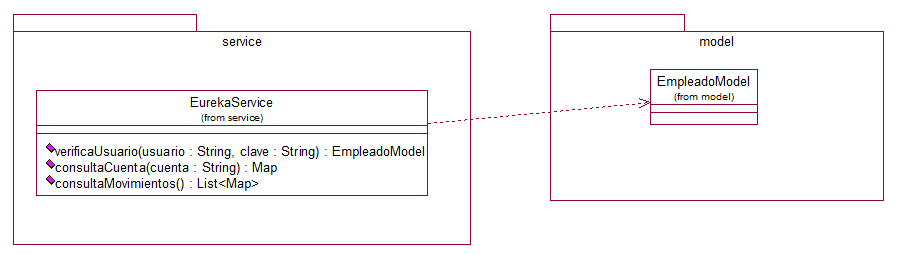 service
EurekaService
(from service)
verificaUsuario(usuario : String, clave : String) : EmpleadoModel
consultaCuenta(cuenta : String) : Map
consultaMovimientos() : List<Map>
model
EmpleadoModel
(from model)